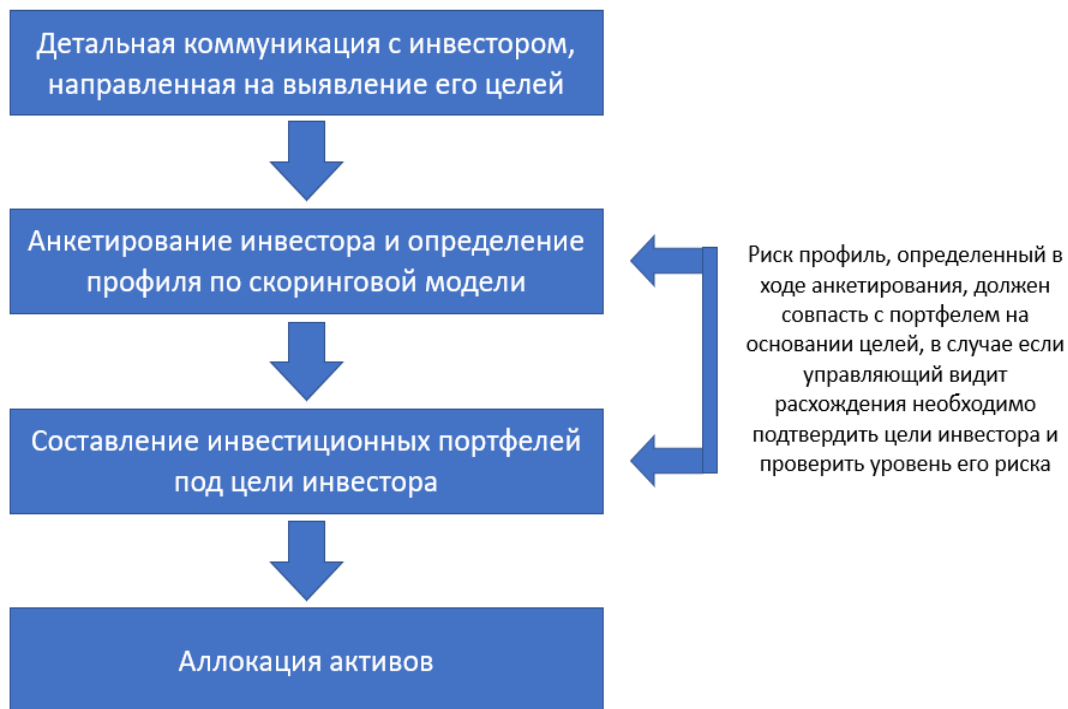 Детальная коммуникация с инвестором,
направленная на выявление его целей
Анкетирование инвестора и определение
профиля по скоринговой модели
Риск профиль, определенный в
ходе анкетирования, должен
совпасть с портфелем на
основании целей, в случае если
управляющий видит
расхождения необходимо
подтвердить цели инвестора и
проверить уровень его риска
Составление инвестиционных портфелей
под цели инвестора
Аллокация активов